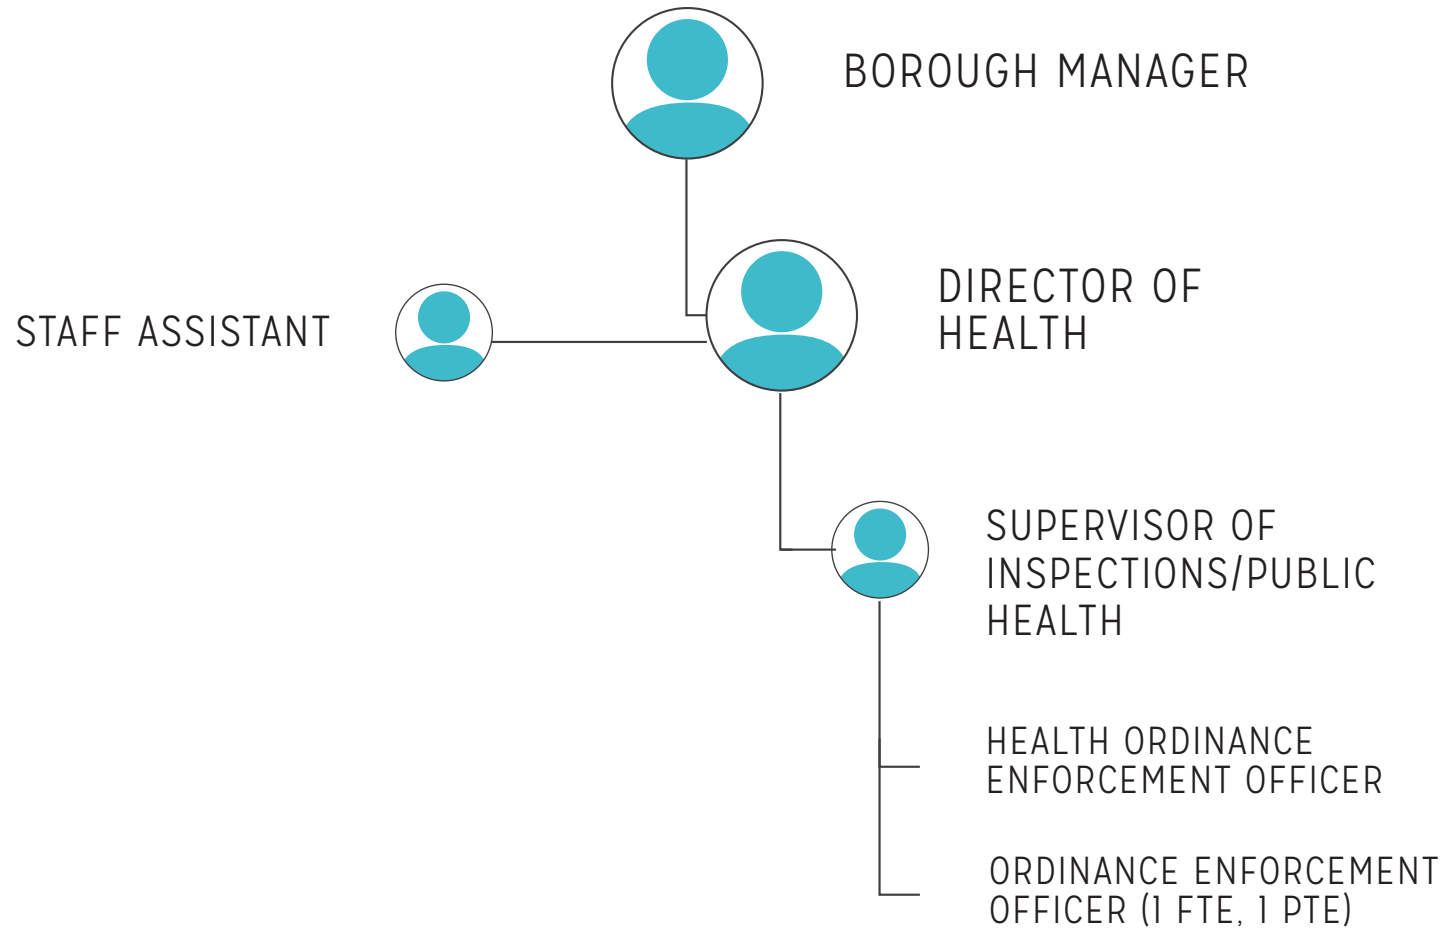 BOROUGH MANAGER
DIRECTOR OF
HEALTH
STAFF ASSISTANT
SUPERVISOR OF
INSPECTIONS/PUBLIC
HEALTH
HEALTH ORDINANCE
ENFORCEMENT OFFICER
ORDINANCE ENFORCEMENT
OFFICER (1 FTE, 1 PTE)